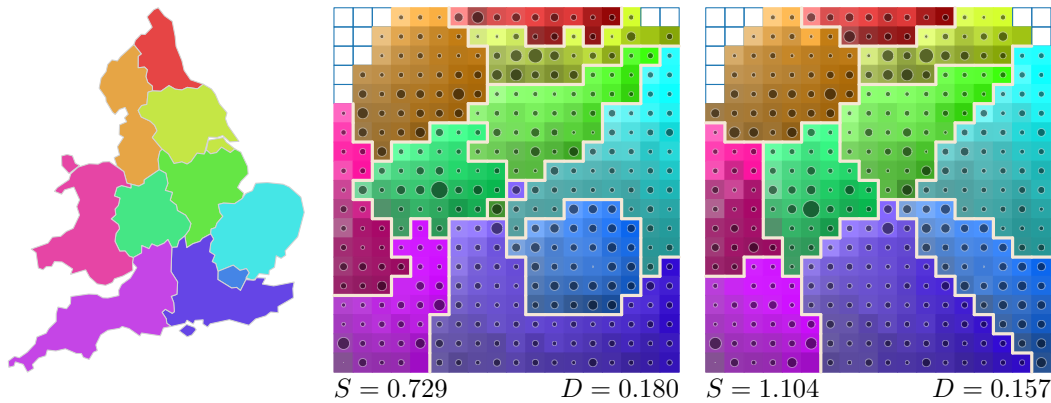 S = 0.729 D = 0.180 S = 1.104 D = 0.157